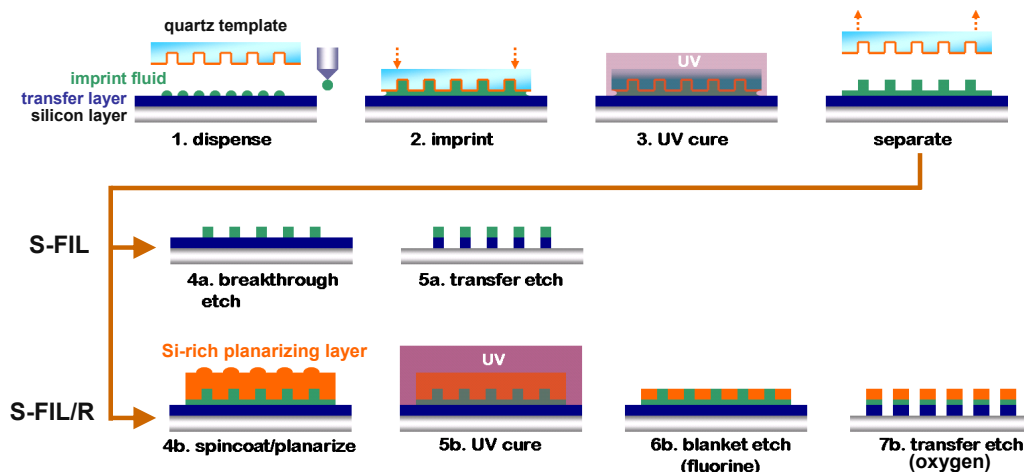 quartz template
imprint fluid
transfer layer
silicon layer
1. dispense
2. imprint
UV
3. UV cure
separate
S-FIL
4a. breakthrough
etch
5a. transfer etch
Si-rich planarizing layer
UV
S-FIL/R
4b. spincoat/planarize
5b. UV cure
6b. blanket etch
(fluorine)
7b. transfer etch
(oxygen)